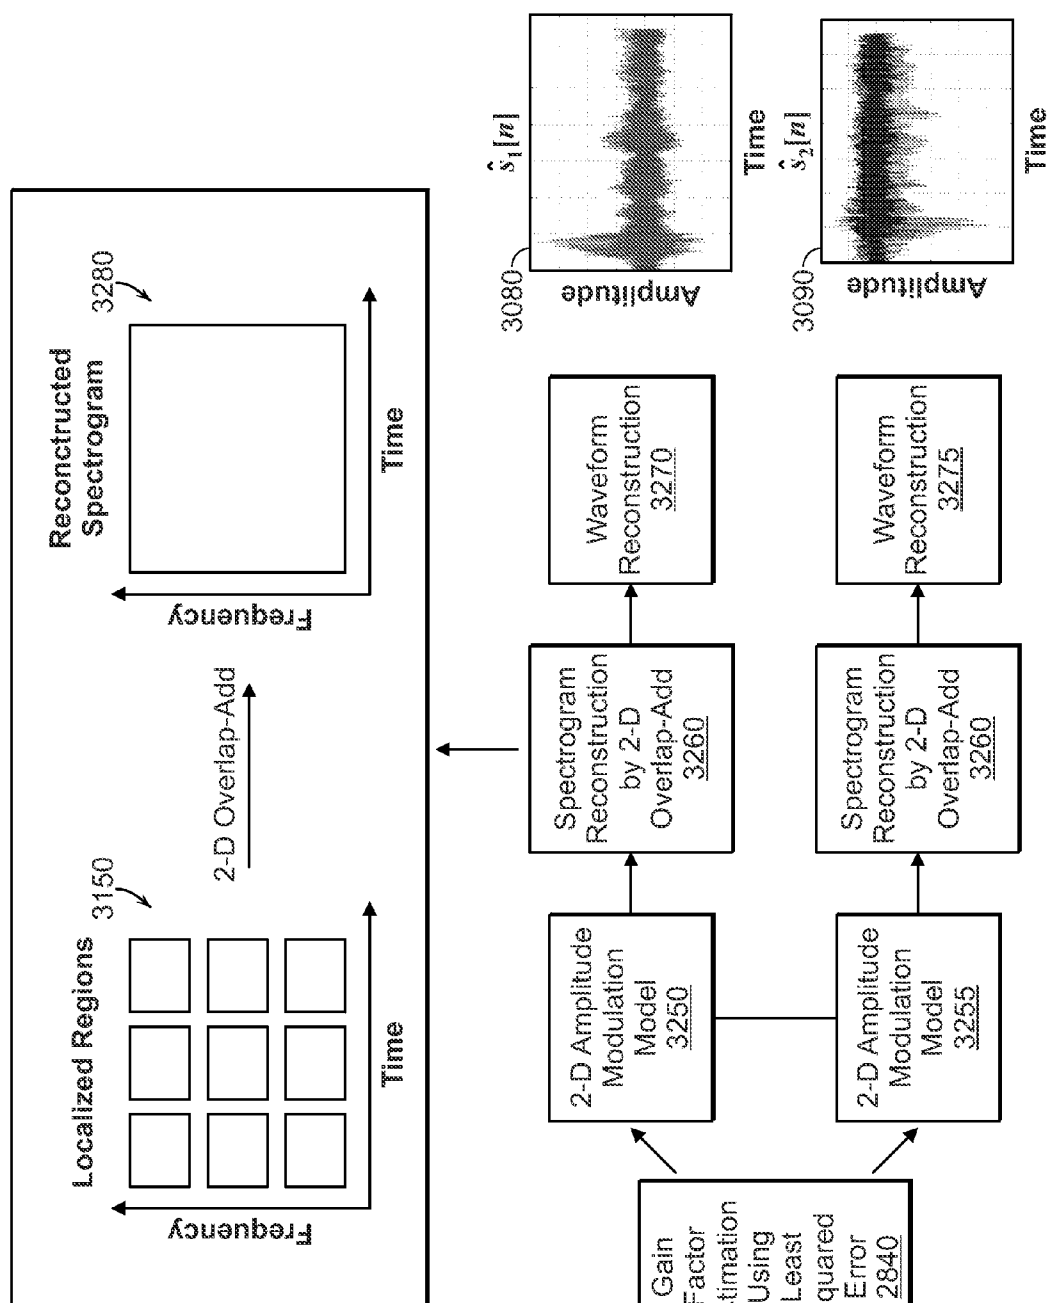 Localized Regions
3150
Frequency
Time
2-D Overlap-Add
Reconctructed
Spectrogram
3280
Frequency
Time
Gain
Factor
timation
Using
Least
quared
Error
2840
2-D Amplitude
Modulation
Model
3250
Spectrogram
Reconstruction
by 2-D
Overlap-Add
3260
Waveform
Reconstruction
3270
3080
ŝ₁[n]
Amplitude
Time
2-D Amplitude
Modulation
Model
3255
Spectrogram
Reconstruction
by 2-D
Overlap-Add
3260
Waveform
Reconstruction
3275
3090
ŝ₂[n]
Amplitude
Time